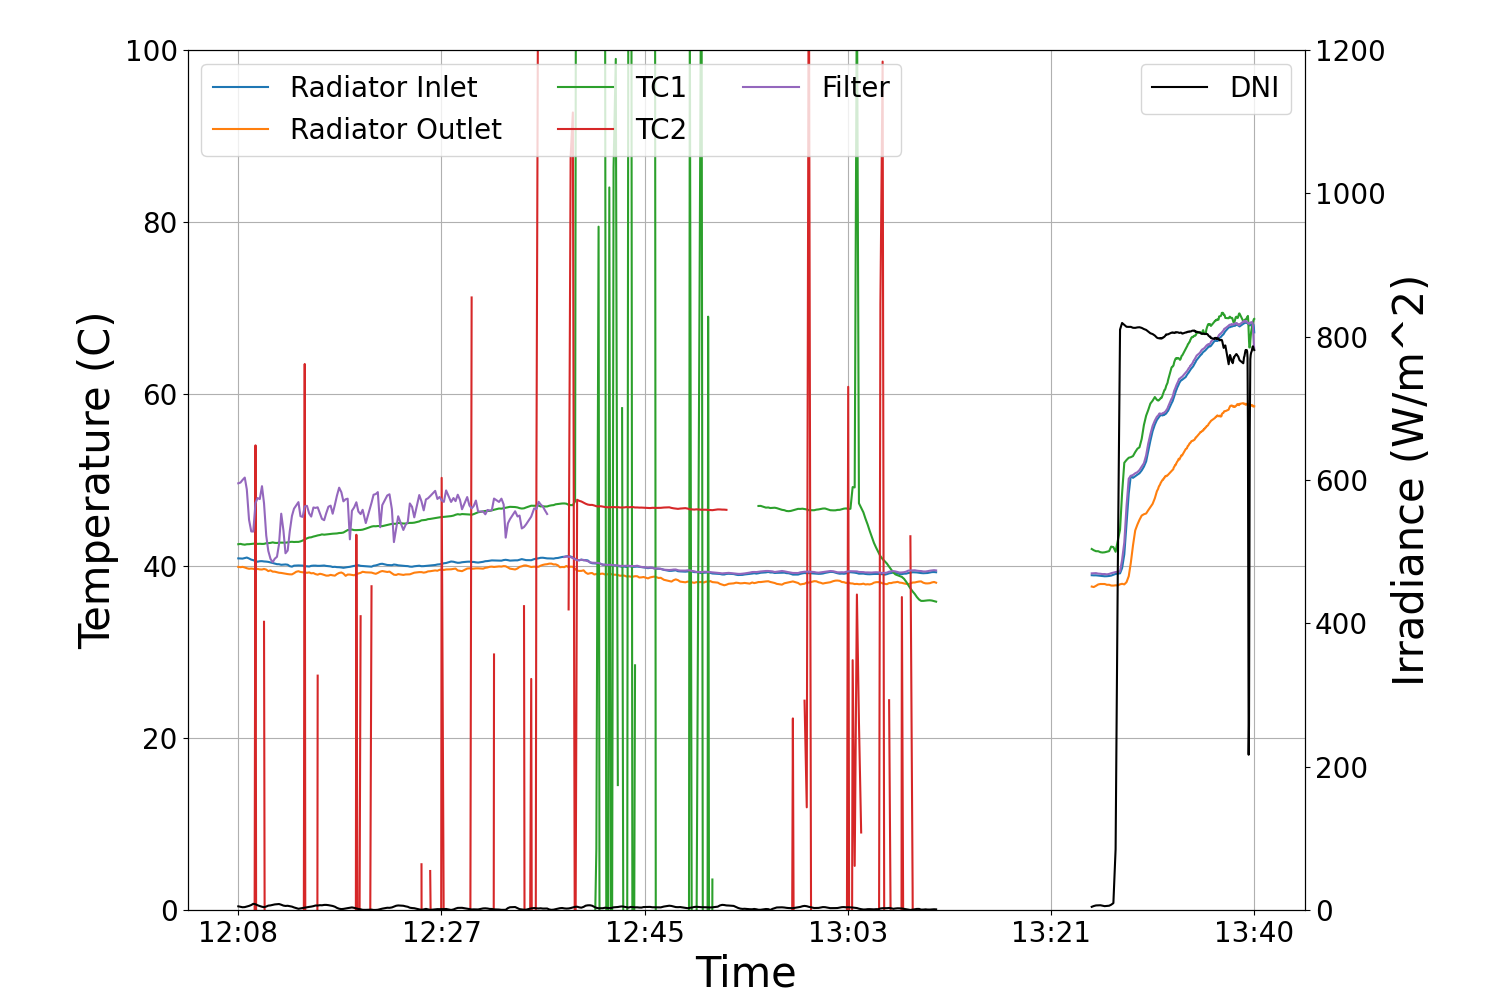 100
80
60
40
20
0
Temperature (C)
Radiator Inlet
Radiator Outlet
TC1
TC2
Filter
DNI
1200
1000
800
600
400
200
0
Irradiance (W/m^2)
12:08
12:27
12:45
13:03
13:21
13:40
Time